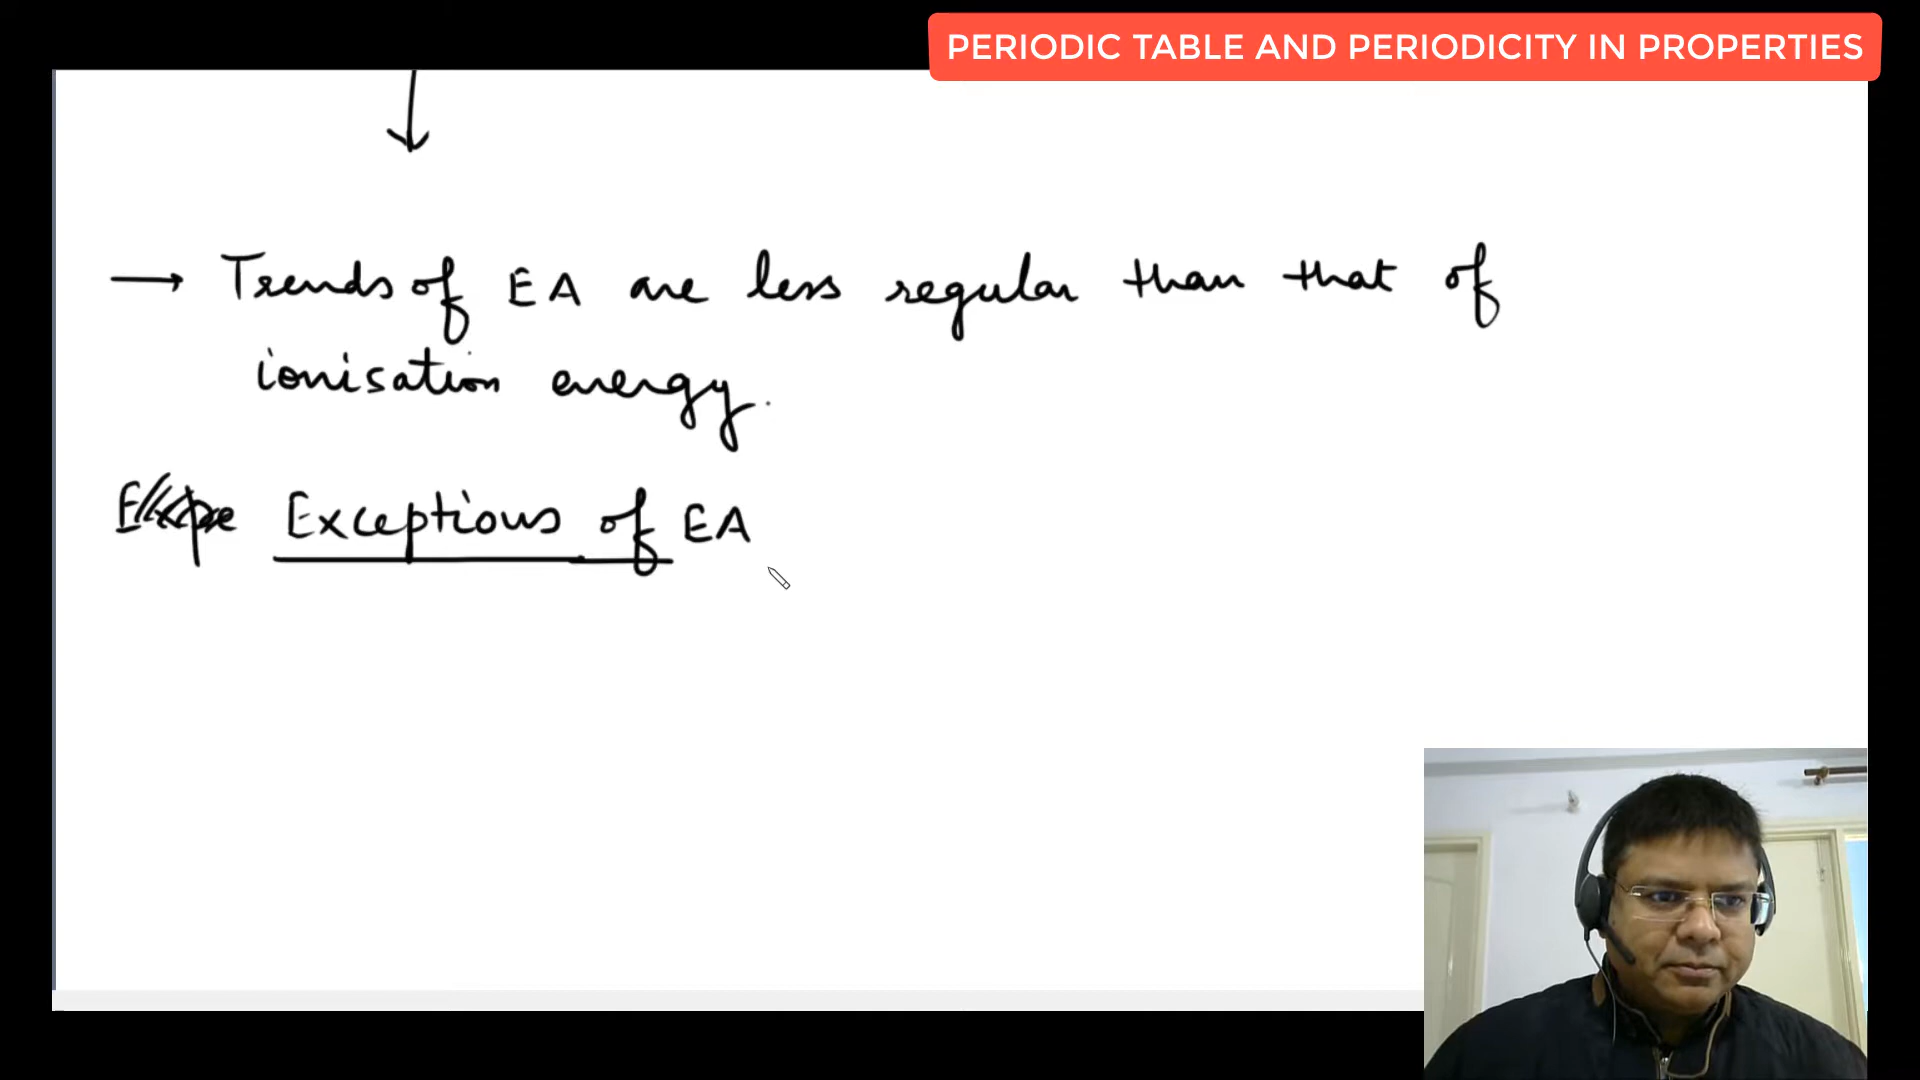 PERIODIC TABLE AND PERIODICITY IN PROPERTIES
→ Trends of EA are less regular than that of
ionisation energy.
Exceptions of EA